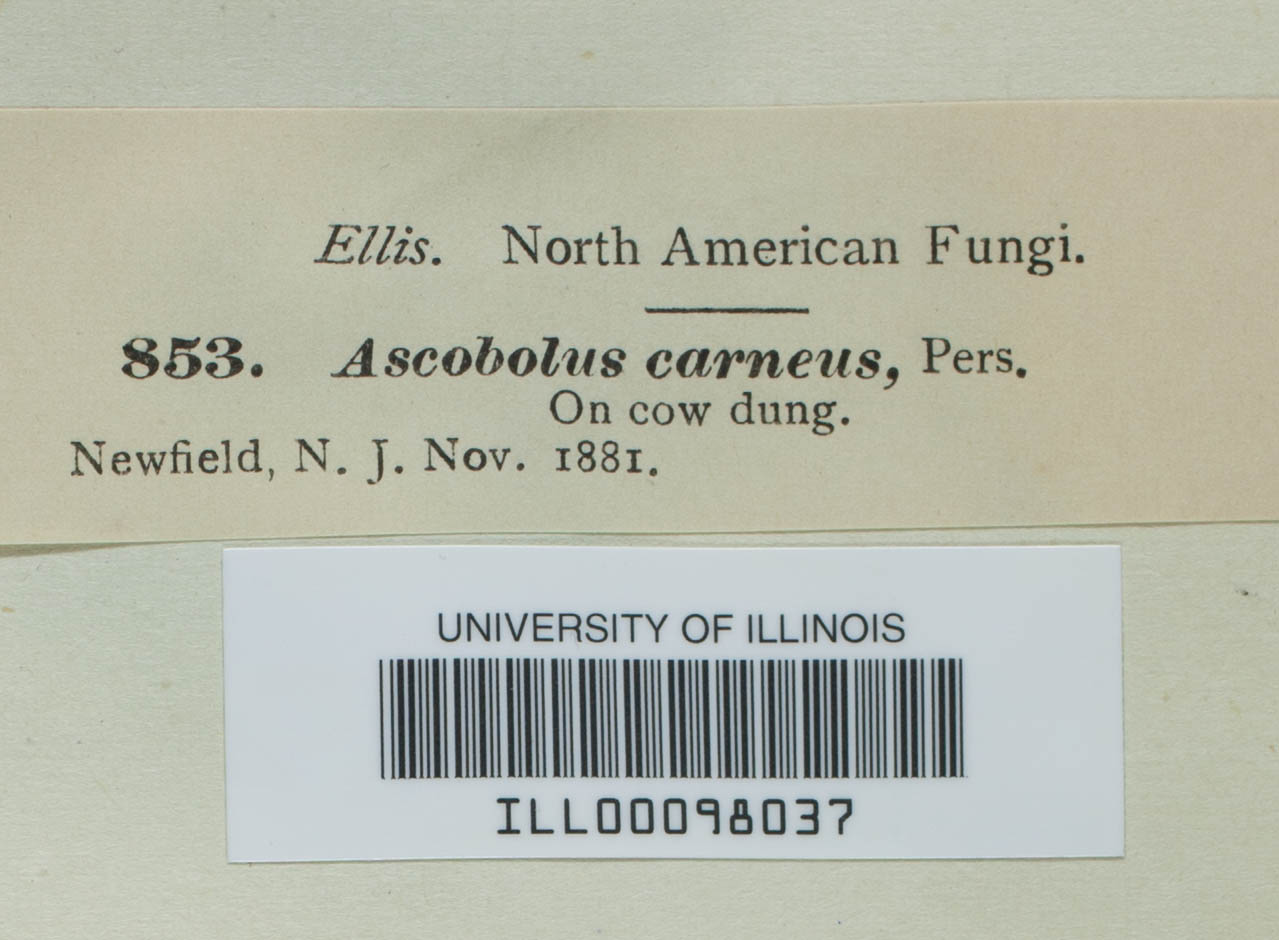 Ellis. North American Fungi.
853. Ascobolus carneus, Pers.
On cow dung.
Newfield, N. J. Nov. 1881.
UNIVERSITY OF ILLINOIS
ILL00098037